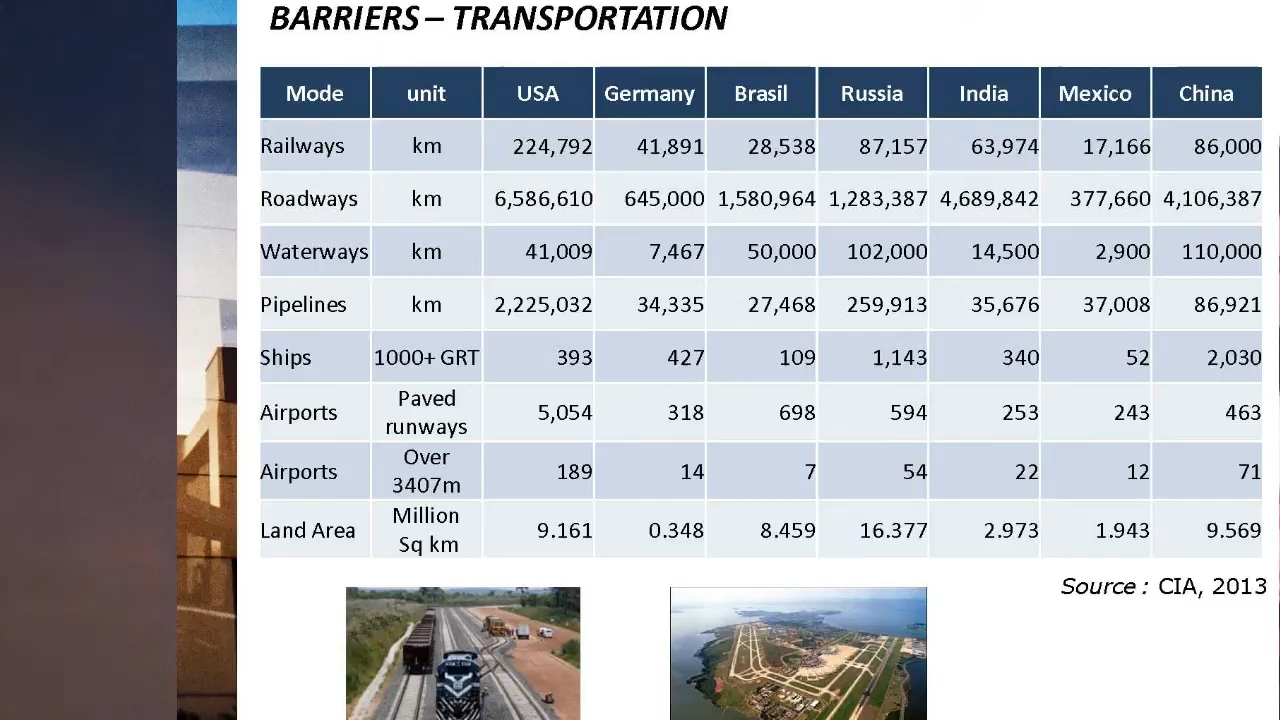 BARRIERS – TRANSPORTATION
Mode unit USA Germany Brasil Russia India Mexico China
Railways km 224,792 41,891 28,538 87,157 63,974 17,166 86,000
Roadways km 6,586,610 645,000 1,580,964 1,283,387 4,689,842 377,660 4,106,387
Waterways km 41,009 7,467 50,000 102,000 14,500 2,900 110,000
Pipelines km 2,225,032 34,335 27,468 259,913 35,676 37,008 86,921
Ships 1000+ GRT 393 427 109 1,143 340 52 2,030
Airports Paved runways 5,054 318 698 594 253 243 463
Airports Over 3407m 189 14 7 54 22 12 71
Land Area Million Sq km 9.161 0.348 8.459 16.377 2.973 1.943 9.569
Source : CIA, 2013